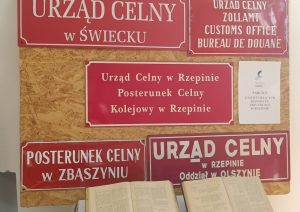 URZĄD CELNY
W ŚWIECKU
URZĄD CELNY
ZOLLAMT
CUSTOMS OFFICE
BUREAU DE DOUANE
Urząd Celny w Rzepinie
Posterunek Celny
Kolejowy w Rzepinie
POSTERUNEK CELNY
W ZBĄSZYNIU
URZĄD CELNY
W RZEPINIE
Oddział w OLSZYNIE